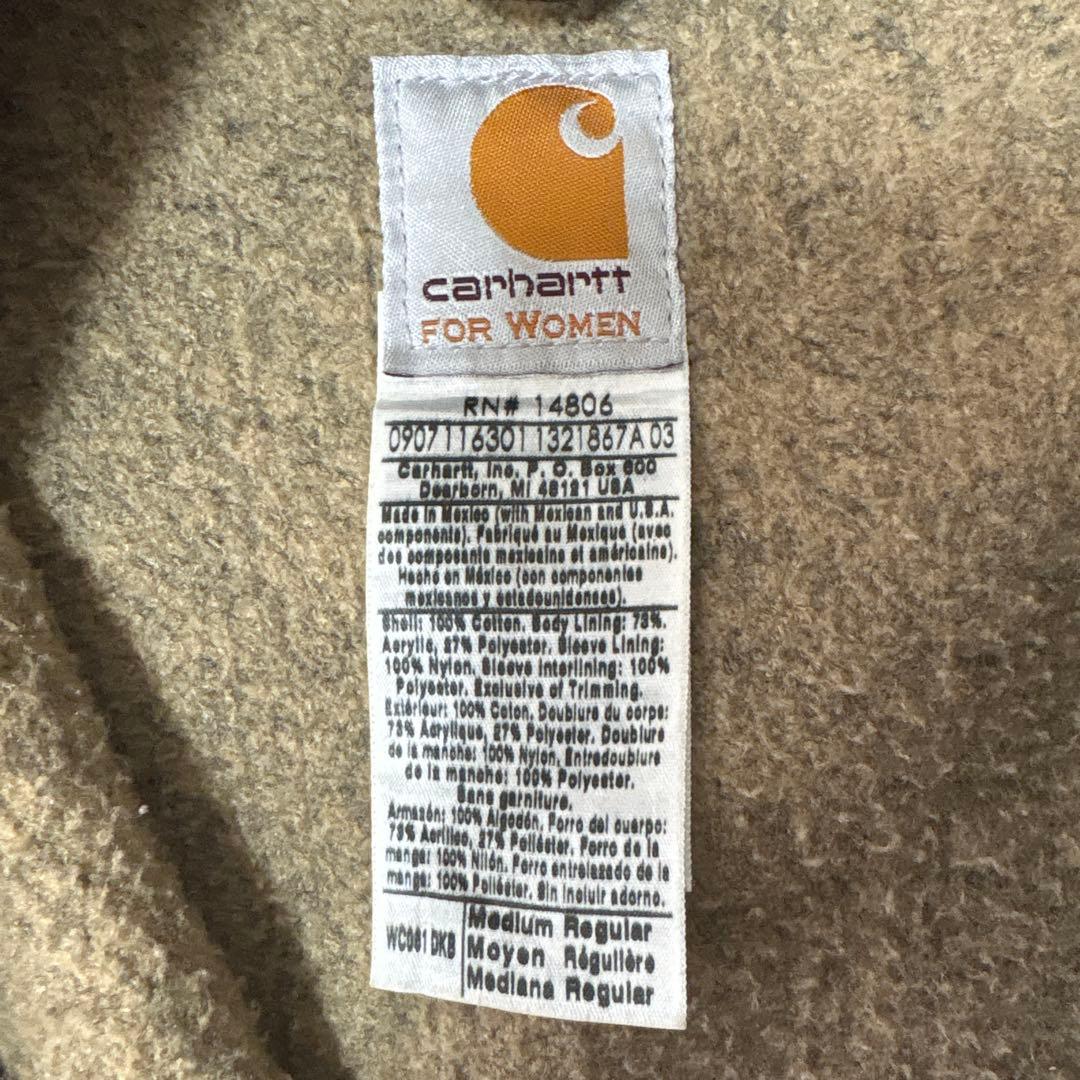 carhartt
FOR WOMEN
RN# 14806
0907116301 1321867A 03
Carhartt, Inc. P. O. Box 600
Dearborn, MI 48121 USA
Made in Mexico (with Mexican and U.S.A.
components). Fabriqué au Mexique (avec
des composants mexicains et américains).
Hecho en México (con componentes
mexicanos y estadounidenses).
Shell: 100% Cotton. Body Lining: 73%.
Acrylic, 27% Polyester. Sleeve Lining:
100% Nylon. Sleeve Interlining: 100%
Polyester. Exclusive of Trimming.
Extérieur: 100% Coton. Doublure du corps:
73% Acrylique, 27% Polyester. Doublure
de la manche: 100% Nylon. Entredoublure
de la manche: 100% Polyester.
Sans garniture.
Armazón: 100% Algodón. Forro del cuerpo:
73% Acrílico, 27% Poliéster. Forro de la
manga: 100% Nilón. Forro entrelazado de la
manga: 100% Poliéster. Sin incluir adorno.
WC081 DKB
Medium Regular
Moyen Régulière
Mediana Regular